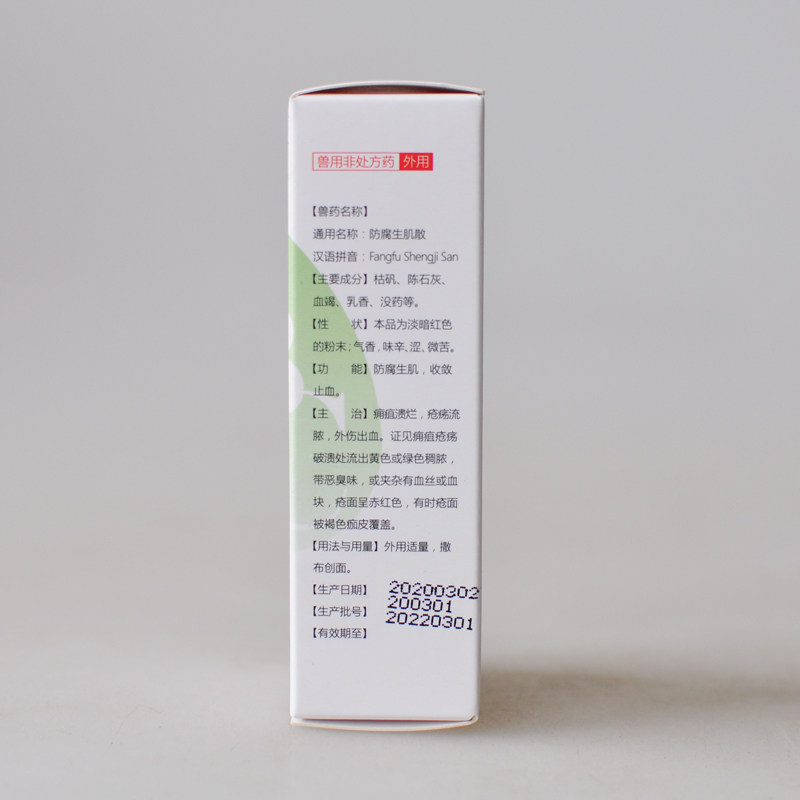 兽用非处方药 外用
【兽药名称】
通用名称：防腐生肌散
汉语拼音：Fangfu Shengji San
【主要成分】枯矾、陈石灰、
血竭、乳香、没药等。
【性　　状】本品为淡暗红色
的粉末；气香，味辛、涩、微苦。
【功　　能】防腐生肌，收敛
止血。
【主　　治】痈疽溃烂，疮疡流
脓，外伤出血。证见痈疽疮疡
破溃处流出黄色或绿色稠脓，
带恶臭味，或夹杂有血丝或血
块，疮面呈赤红色，有时疮面
被褐色痂皮覆盖。
【用法与用量】外用适量，撒
布创面。
【生产日期】 20200302
【生产批号】 200301
【有效期至】 20220301